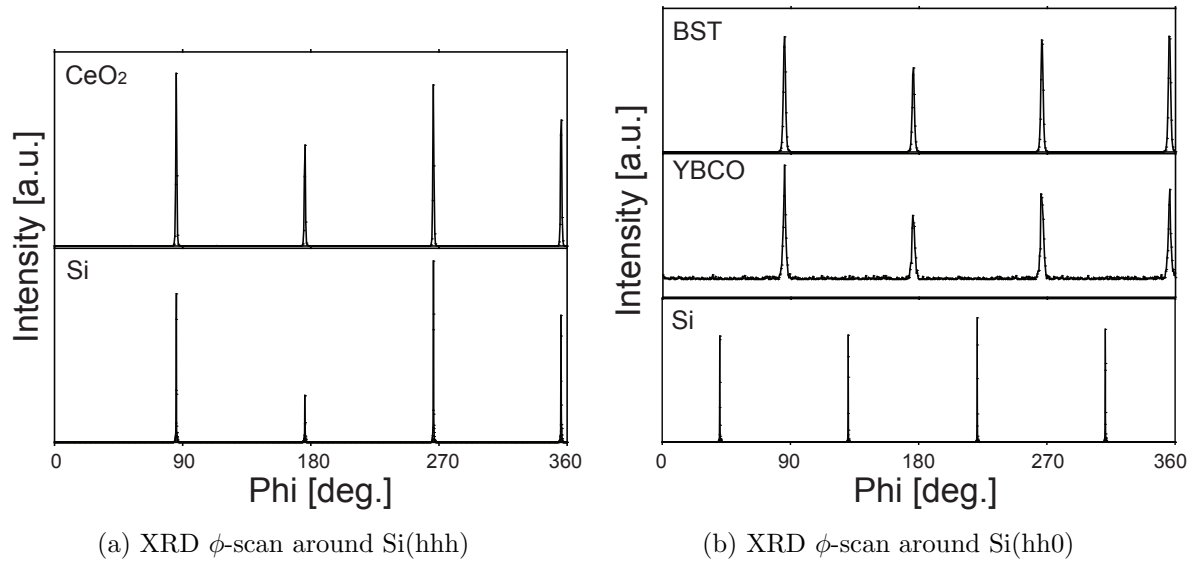 CeO2
Si
Intensity [a.u.]
0 90 180 270 360
Phi [deg.]
(a) XRD ϕ-scan around Si(hhh)
BST
YBCO
Si
Intensity [a.u.]
0 90 180 270 360
Phi [deg.]
(b) XRD ϕ-scan around Si(hh0)